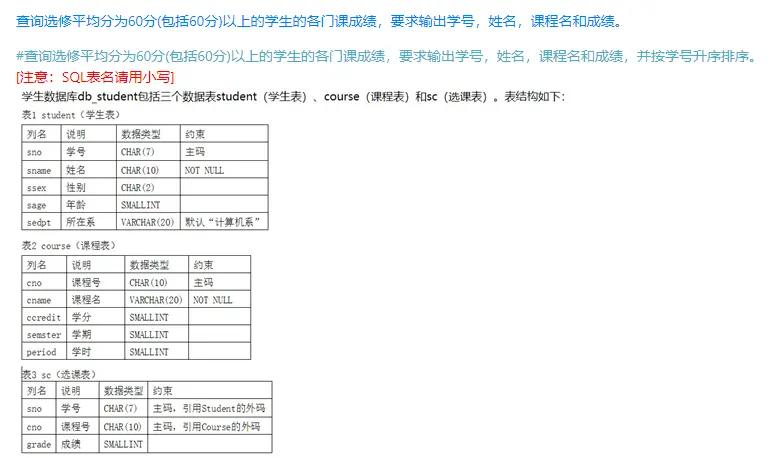 查询选修平均分为60分(包括60分)以上的学生的各门课成绩，要求输出学号，姓名，课程名和成绩。
#查询选修平均分为60分(包括60分)以上的学生的各门课成绩，要求输出学号，姓名，课程名和成绩，并按学号升序排序。
[注意：SQL表名请用小写]
学生数据库db_student包括三个数据表student（学生表）、course（课程表）和sc（选课表）。表结构如下：
表1 student（学生表）
列名 说明 数据类型 约束
sno 学号 CHAR(7) 主码
sname 姓名 CHAR(10) NOT NULL
ssex 性别 CHAR(2)
sage 年龄 SMALLINT
sedpt 所在系 VARCHAR(20) 默认“计算机系”
表2 course（课程表）
列名 说明 数据类型 约束
cno 课程号 CHAR(10) 主码
cname 课程名 VARCHAR(20) NOT NULL
ccredit 学分 SMALLINT
semster 学期 SMALLINT
period 学时 SMALLINT
表3 sc（选课表）
列名 说明 数据类型 约束
sno 学号 CHAR(7) 主码，引用Student的外码
cno 课程号 CHAR(10) 主码，引用Course的外码
grade 成绩 SMALLINT